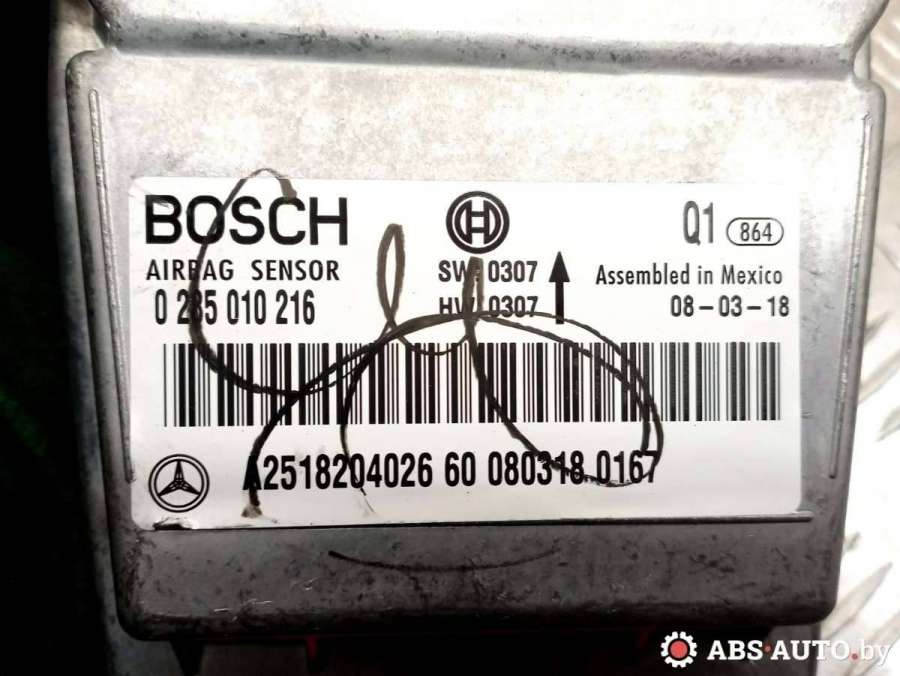 BOSCH
Q1 864
AIRBAG SENSOR
SW: 0307
Assembled in Mexico
0 285 010 216
HW: 0307
08-03-18
A2518204026 60 080318 0167
ABS-AUTO.by